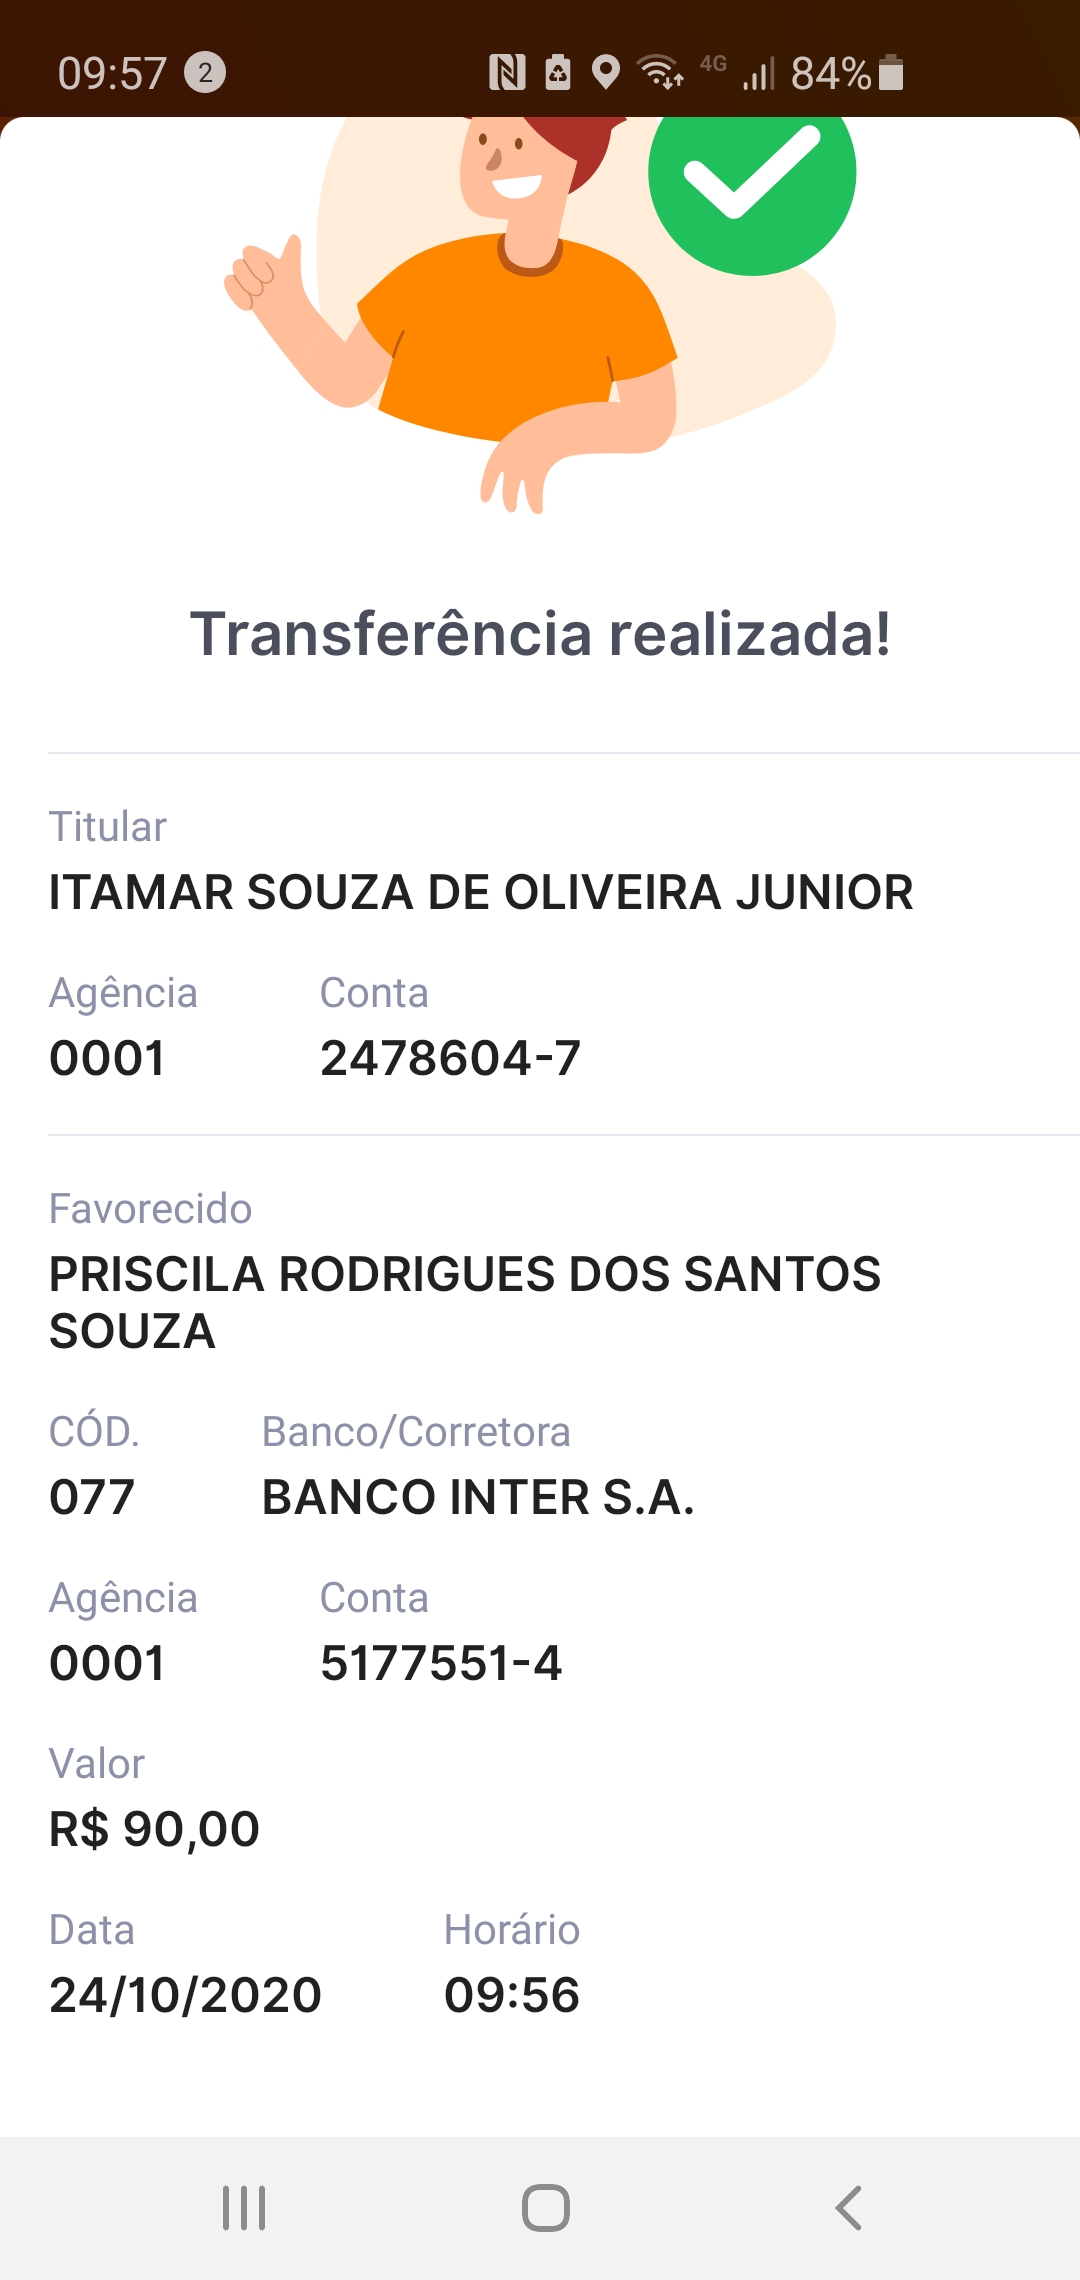 09:57 2 4G 84%
Transferência realizada!
Titular
ITAMAR SOUZA DE OLIVEIRA JUNIOR
Agência Conta
0001 2478604-7
Favorecido
PRISCILA RODRIGUES DOS SANTOS
SOUZA
CÓD. Banco/Corretora
077 BANCO INTER S.A.
Agência Conta
0001 5177551-4
Valor
R$ 90,00
Data Horário
24/10/2020 09:56